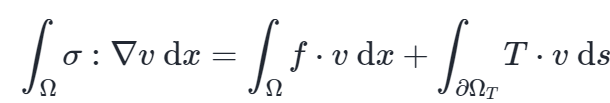 ∫_Ω σ : ∇v dx = ∫_Ω f · v dx + ∫_{∂Ω_T} T · v ds